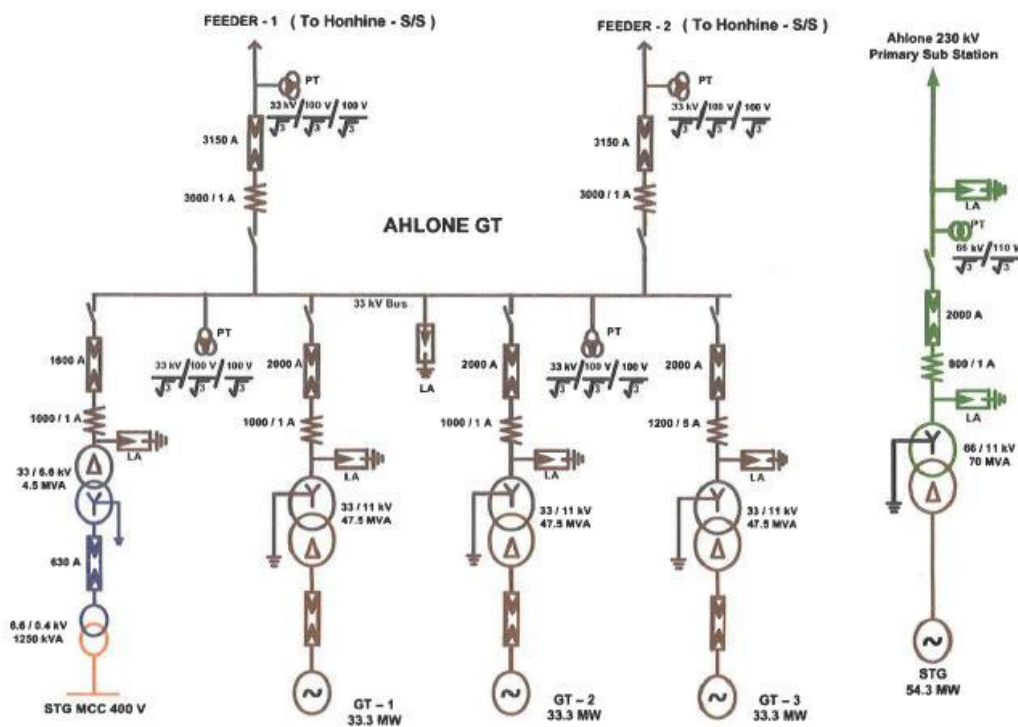 FEEDER - 1 ( To Honhine - S/S )
FEEDER - 2 ( To Honhine - S/S )
Ahlone 230 kV
Primary Sub Station
PT
33 kV/100 V/100 V
√3 √3 √3
3150 A
3000 / 1 A
PT
33 kV/100 V/100 V
√3 √3 √3
3150 A
3000 / 1 A
AHLONE GT
LA
PT
66 kV/110 V
√3 √3
2000 A
800 / 1 A
LA
66 / 11 kV
70 MVA
STG
54.3 MW
33 kV Bus
1600 A
1000 / 1 A
LA
33 / 6.6 kV
4.5 MVA
630 A
6.6 / 0.4 kV
1250 kVA
STG MCC 400 V
PT
33 kV/100 V/100 V
√3 √3 √3
2000 A
1000 / 1 A
LA
33 / 11 kV
47.5 MVA
GT – 1
33.3 MW
LA
2000 A
1000 / 1 A
LA
33 / 11 kV
47.5 MVA
GT – 2
33.3 MW
PT
33 kV/100 V/100 V
√3 √3 √3
2000 A
1200 / 5 A
LA
33 / 11 kV
47.5 MVA
GT – 3
33.3 MW